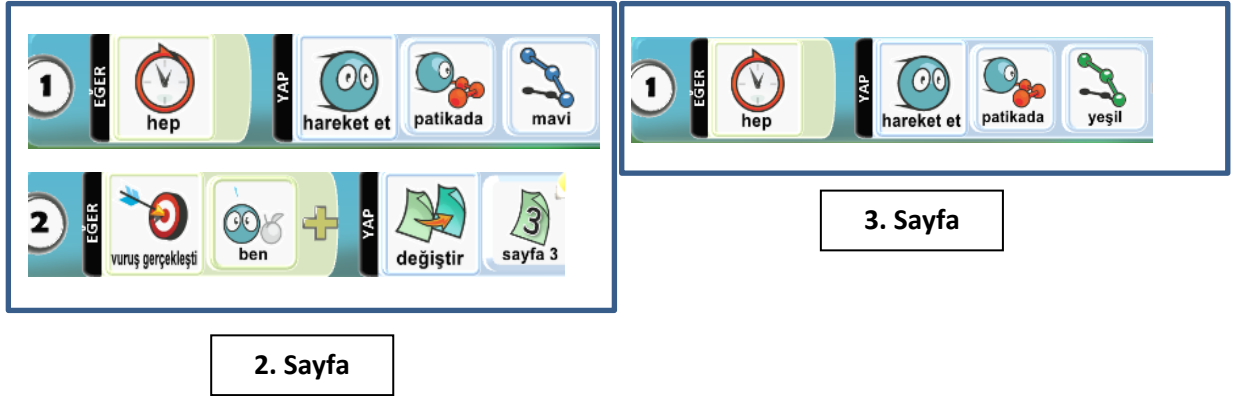 1 EĞER hep YAP hareket et patikada mavi
2 EĞER vuruş gerçekleşti ben YAP değiştir 3 sayfa 3
2. Sayfa
1 EĞER hep YAP hareket et patikada yeşil
3. Sayfa